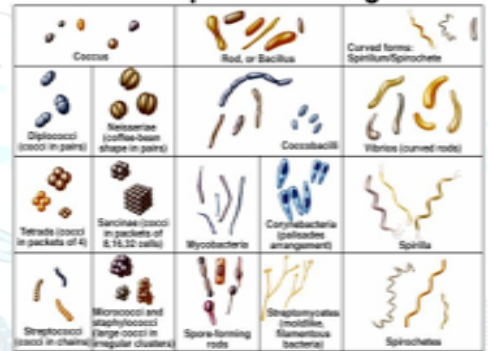 Coccus
Rod, or Bacillus
Curved forms:
Spirillum/Spirochete
Diplococci
(cocci in pairs)
Neisseriae
(coffee-bean
shape in pairs)
Coccobacilli
Vibrios (curved rods)
Tetrads (cocci
in packets of 4)
Sarcinae (cocci
in packets of
8,16,32 cells)
Mycobacteria
Corynebacteria
(palisades
arrangement)
Spirilla
Streptococci
(cocci in chains)
Micrococci and
staphylococci
(large cocci in
irregular clusters)
Spore-forming
rods
Streptomycetes
(moldlike,
filamentous
bacteria)
Spirochetes